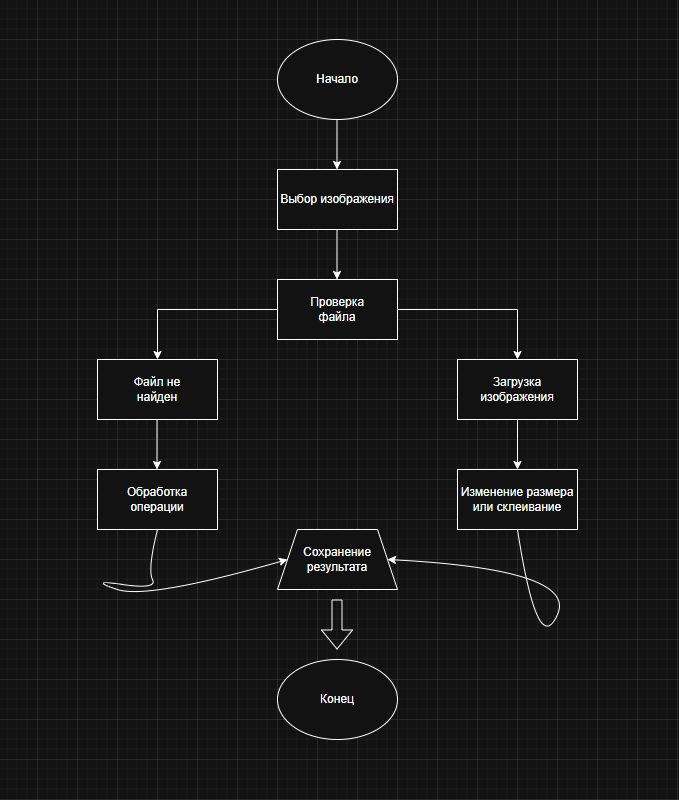 Начало
Выбор изображения
Проверка
файла
Файл не
найден
Загрузка
изображения
Обработка
операции
Изменение размера
или склеивание
Сохранение
результата
Конец